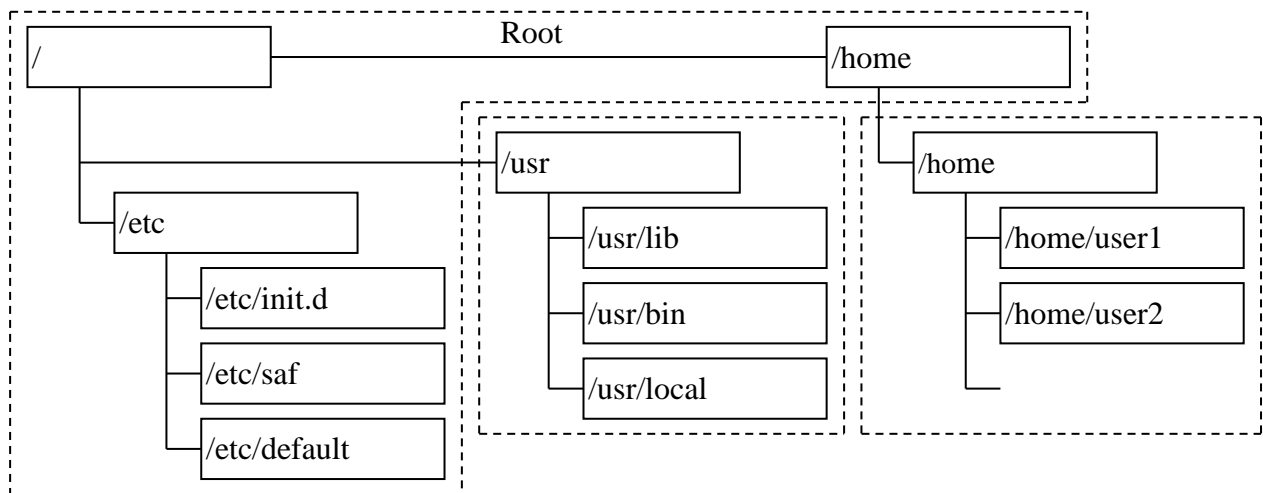 Root
/
/home
/usr
/home
/etc
/usr/lib
/home/user1
/etc/init.d
/usr/bin
/home/user2
/etc/saf
/usr/local
/etc/default